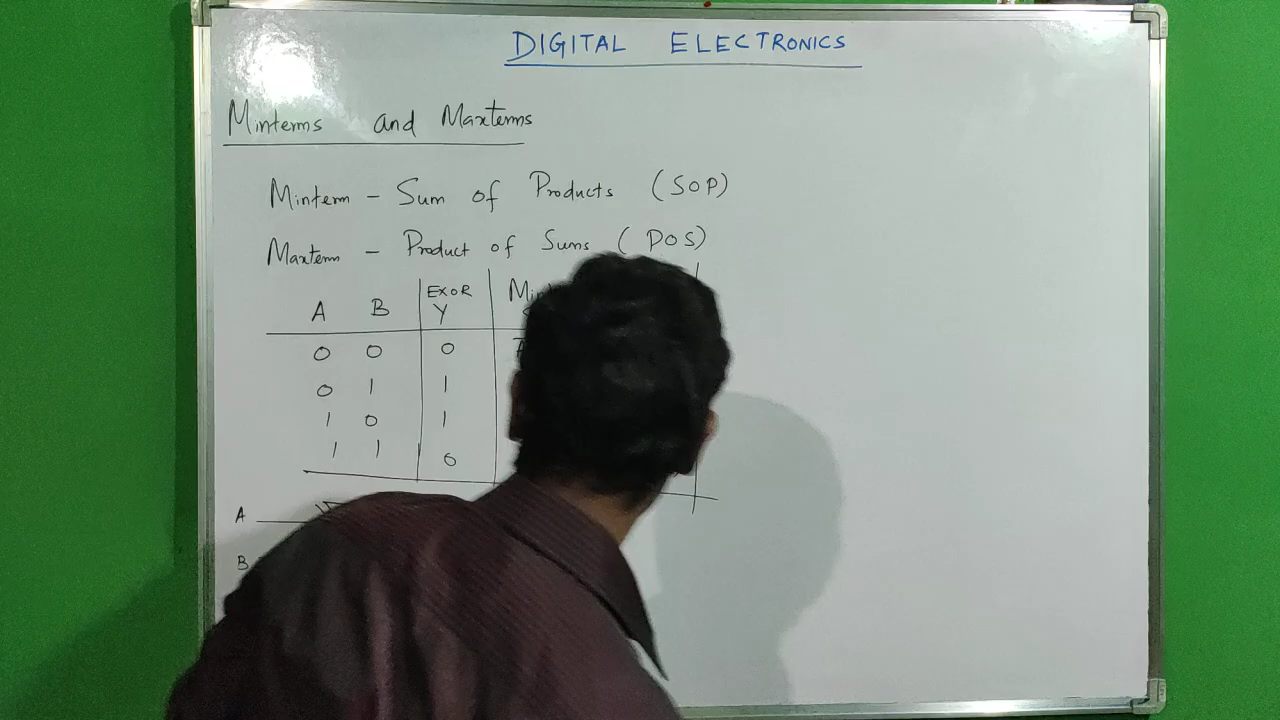 DIGITAL ELECTRONICS
Minterms and Maxterms
Minterm - Sum of Products (SOP)
Maxterm - Product of Sums (POS)
A B EXOR Y
0 0 0
0 1 1
1 0 1
1 1 0
A
B